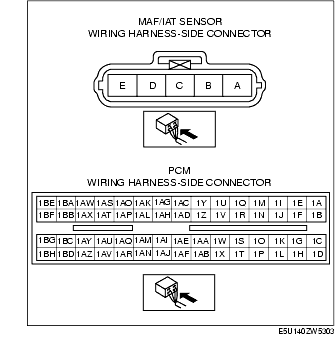 MAF/IAT SENSOR
WIRING HARNESS-SIDE CONNECTOR
E D C B A
PCM
WIRING HARNESS-SIDE CONNECTOR
1BE 1BA 1AW 1AS 1AO 1AK 1AG 1AC 1Y 1U 1Q 1M 1I 1E 1A
1BF 1BB 1AX 1AT 1AP 1AL 1AH 1AD 1Z 1V 1R 1N 1J 1F 1B
1BG 1BC 1AY 1AU 1AQ 1AM 1AI 1AE 1AA 1W 1S 1O 1K 1G 1C
1BH 1BD 1AZ 1AV 1AR 1AN 1AJ 1AF 1AB 1X 1T 1P 1L 1H 1D
E5U140ZW5303